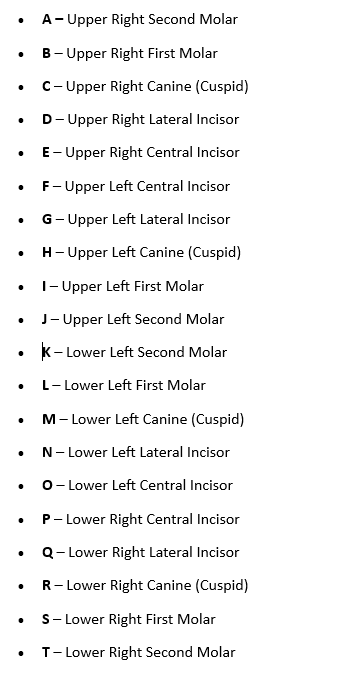 • A – Upper Right Second Molar
• B – Upper Right First Molar
• C – Upper Right Canine (Cuspid)
• D – Upper Right Lateral Incisor
• E – Upper Right Central Incisor
• F – Upper Left Central Incisor
• G – Upper Left Lateral Incisor
• H – Upper Left Canine (Cuspid)
• I – Upper Left First Molar
• J – Upper Left Second Molar
• K – Lower Left Second Molar
• L – Lower Left First Molar
• M – Lower Left Canine (Cuspid)
• N – Lower Left Lateral Incisor
• O – Lower Left Central Incisor
• P – Lower Right Central Incisor
• Q – Lower Right Lateral Incisor
• R – Lower Right Canine (Cuspid)
• S – Lower Right First Molar
• T – Lower Right Second Molar